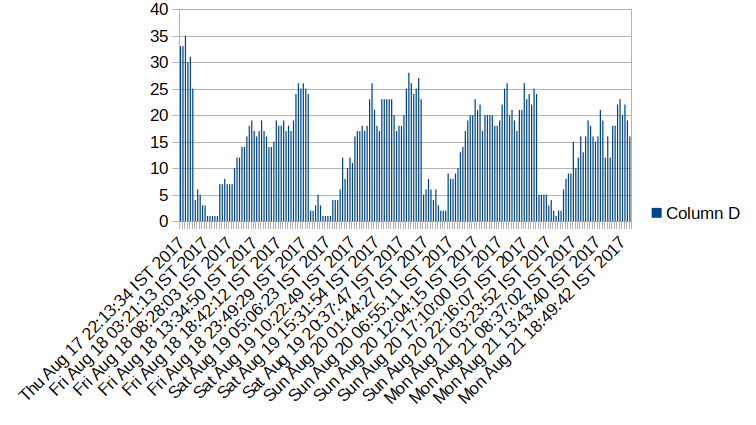 40
35
30
25
20
15
10
5
0
Column D
Thu Aug 17 22:13:34 IST 2017
Fri Aug 18 03:21:13 IST 2017
Fri Aug 18 08:28:03 IST 2017
Fri Aug 18 13:34:50 IST 2017
Fri Aug 18 18:42:12 IST 2017
Fri Aug 18 23:49:29 IST 2017
Sat Aug 19 05:06:23 IST 2017
Sat Aug 19 10:22:49 IST 2017
Sat Aug 19 15:31:54 IST 2017
Sat Aug 19 20:37:47 IST 2017
Sun Aug 20 01:44:27 IST 2017
Sun Aug 20 06:55:11 IST 2017
Sun Aug 20 12:04:15 IST 2017
Sun Aug 20 17:10:00 IST 2017
Sun Aug 20 22:16:07 IST 2017
Mon Aug 21 03:23:52 IST 2017
Mon Aug 21 08:37:02 IST 2017
Mon Aug 21 13:43:40 IST 2017
Mon Aug 21 18:49:42 IST 2017